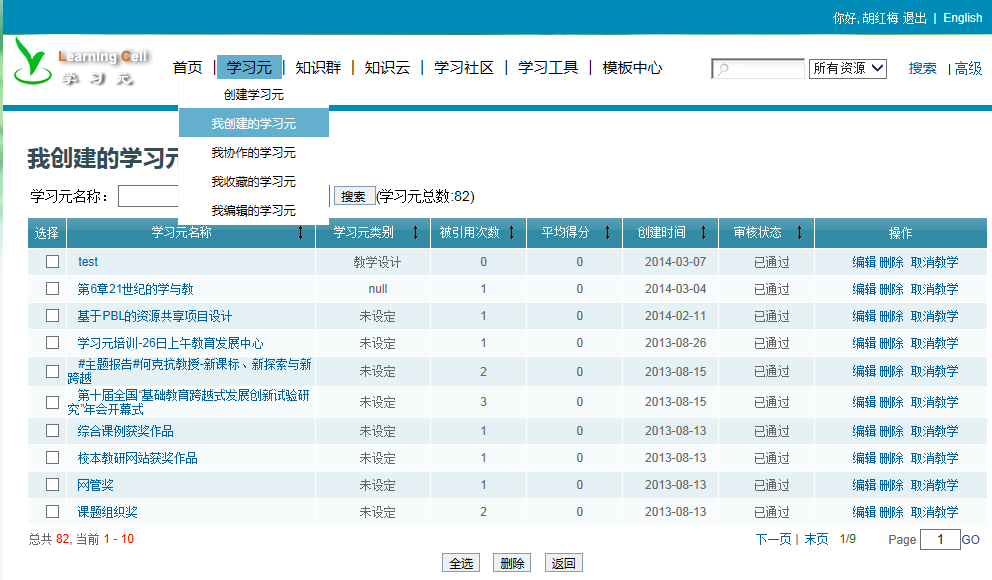 你好,胡红梅 退出 | English
Learning Cell
学习元
首页 | 学习元 | 知识群 | 知识云 | 学习社区 | 学习工具 | 模板中心
所有资源
搜索 | 高级
创建学习元
我创建的学习元
我协作的学习元
我收藏的学习元
我编辑的学习元
我创建的学习元
学习元名称： 搜索 (学习元总数:82)
选择 学习元名称 学习元类别 被引用次数 平均得分 创建时间 审核状态 操作
test 教学设计 0 0 2014-03-07 已通过 编辑 删除 取消教学
第6章21世纪的学与教 null 1 0 2014-03-04 已通过 编辑 删除 取消教学
基于PBL的资源共享项目设计 未设定 1 0 2014-02-11 已通过 编辑 删除 取消教学
学习元培训-26日上午教育发展中心 未设定 1 0 2013-08-26 已通过 编辑 删除 取消教学
#主题报告#何克抗教授-新课标、新探索与新
跨越 未设定 2 0 2013-08-15 已通过 编辑 删除 取消教学
第十届全国“基础教育跨越式发展创新试验研
究”年会开幕式 未设定 3 0 2013-08-15 已通过 编辑 删除 取消教学
综合课例获奖作品 未设定 1 0 2013-08-13 已通过 编辑 删除 取消教学
校本教研网站获奖作品 未设定 1 0 2013-08-13 已通过 编辑 删除 取消教学
网管奖 未设定 1 0 2013-08-13 已通过 编辑 删除 取消教学
课题组织奖 未设定 2 0 2013-08-13 已通过 编辑 删除 取消教学
总共 82, 当前 1 - 10 下一页 | 末页 1/9 Page 1 GO
全选 删除 返回